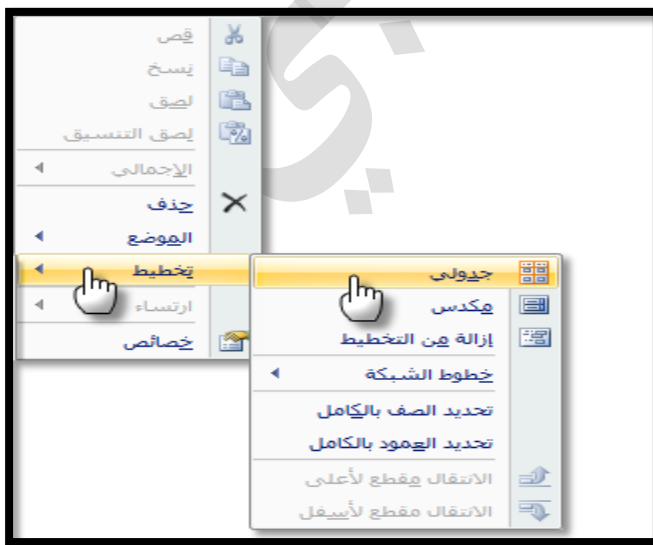 قص
نسخ
لصق
لصق التنسيق
الإجمالي
حذف
الموضع
تخطيط
ارتساء
خصائص
جدولي
مكدس
إزالة من التخطيط
خطوط الشبكة
تحديد الصف بالكامل
تحديد العمود بالكامل
الانتقال مقطع لأعلى
الانتقال مقطع لأسفل